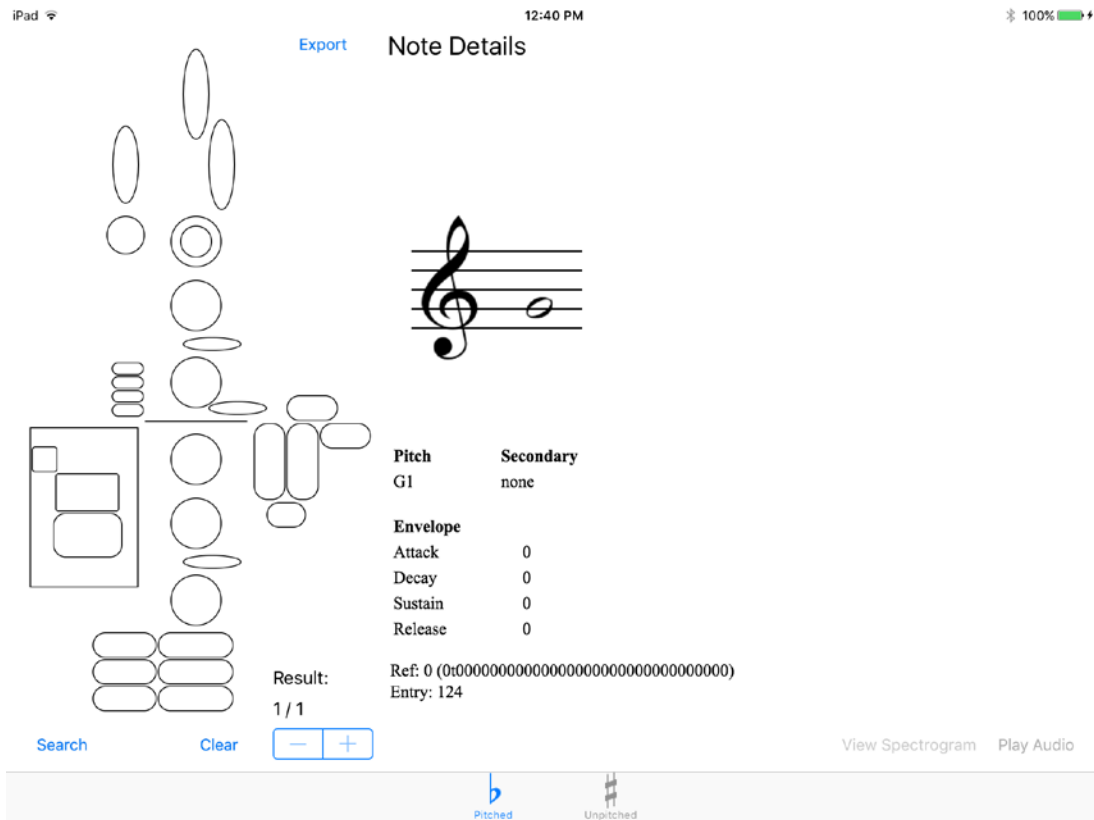 iPad 12:40 PM 100%
Export Note Details
Pitch Secondary
G1 none
Envelope
Attack 0
Decay 0
Sustain 0
Release 0
Ref: 0 (0t00000000000000000000000000000000)
Entry: 124
Result:
1 / 1
Search Clear − + View Spectrogram Play Audio
Pitched Unpitched